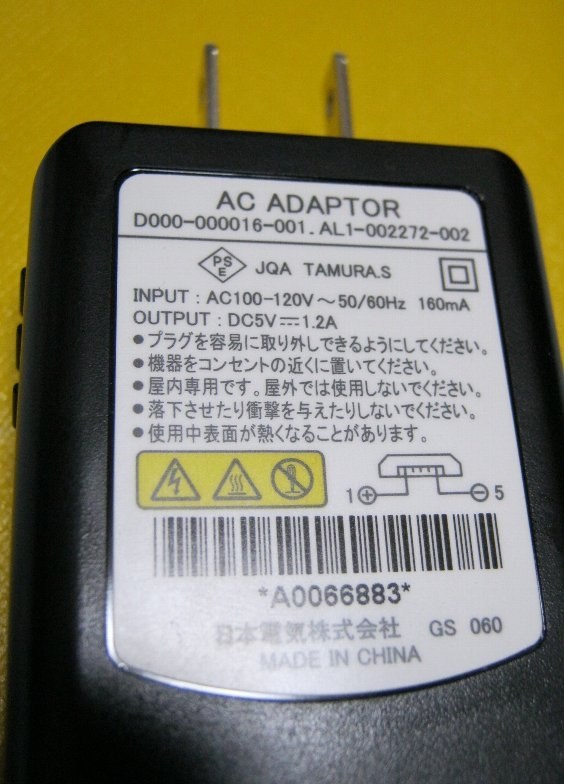 AC ADAPTOR
D000-000016-001. AL1-002272-002
PS E JQA TAMURA.S
INPUT : AC100-120V～50/60Hz 160mA
OUTPUT : DC5V⎓1.2A
●プラグを容易に取り外しできるようにしてください。
●機器をコンセントの近くに置いてください。
●屋内専用です。屋外では使用しないでください。
●落下させたり衝撃を与えたりしないでください。
●使用中表面が熱くなることがあります。
1 ⊕ ⊖ 5
*A0066883*
日本電気株式会社 GS 060
MADE IN CHINA